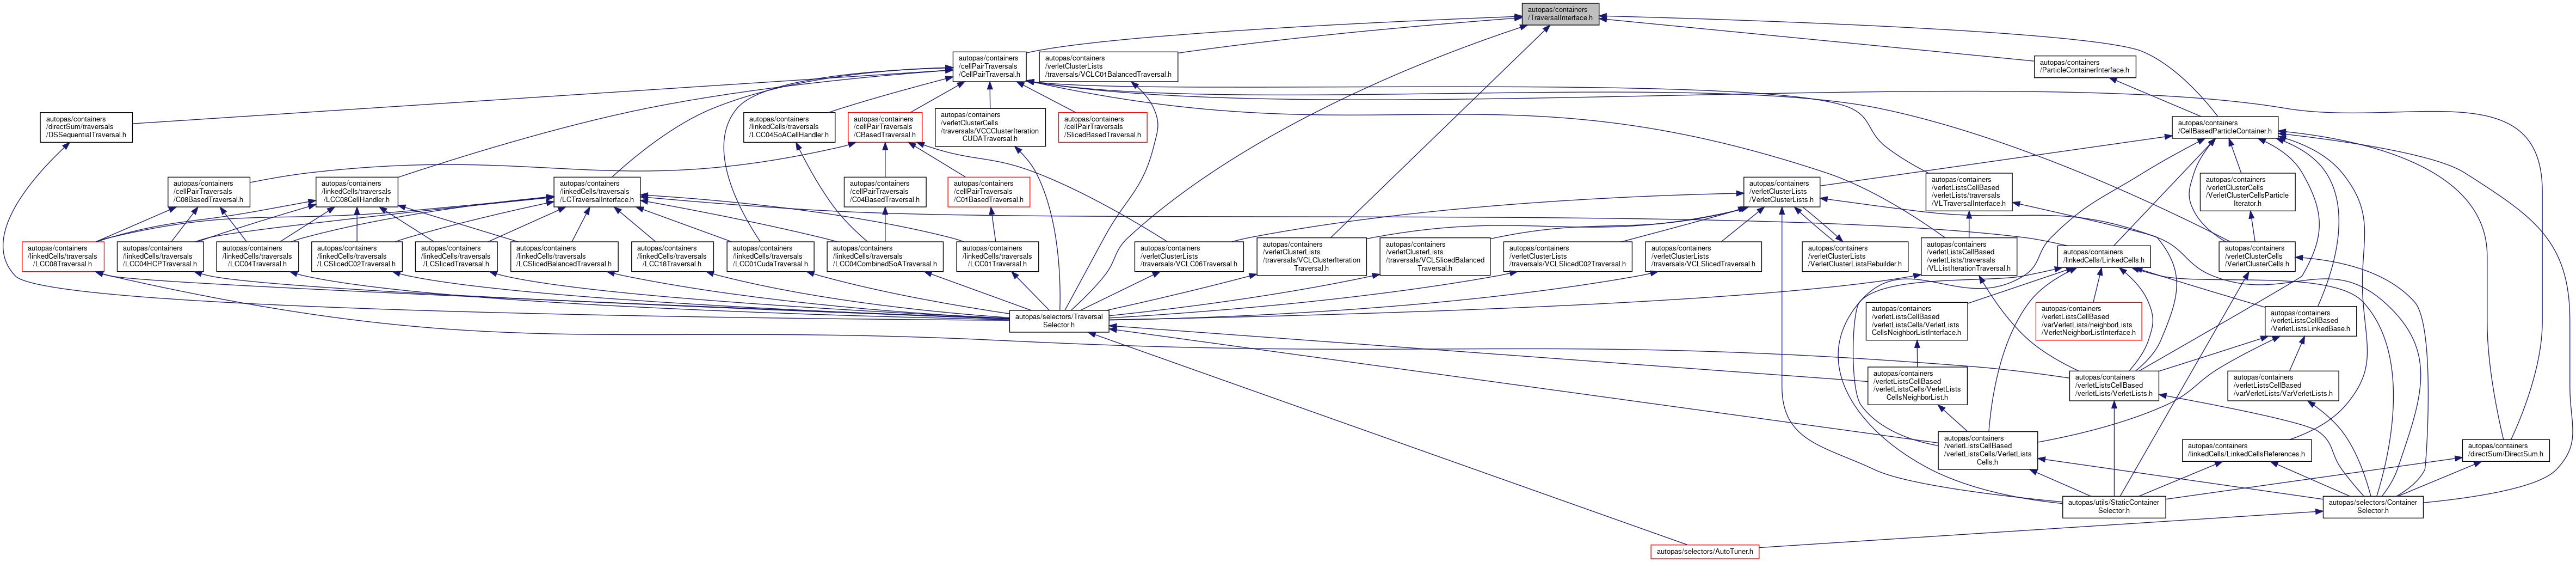 autopas/containers
/TraversalInterface.h
autopas/containers
/cellPairTraversals
/CellPairTraversal.h
autopas/containers
/verletClusterLists
/traversals/VCLC01BalancedTraversal.h
autopas/containers
/ParticleContainerInterface.h
autopas/containers
/directSum/traversals
/DSSequentialTraversal.h
autopas/containers
/linkedCells/traversals
/LCC04SoACellHandler.h
autopas/containers
/cellPairTraversals
/CBasedTraversal.h
autopas/containers
/verletClusterCells
/traversals/VCCClusterIteration
CUDATraversal.h
autopas/containers
/cellPairTraversals
/SlicedBasedTraversal.h
autopas/containers
/CellBasedParticleContainer.h
autopas/containers
/cellPairTraversals
/C08BasedTraversal.h
autopas/containers
/linkedCells/traversals
/LCC08CellHandler.h
autopas/containers
/linkedCells/traversals
/LCTraversalInterface.h
autopas/containers
/cellPairTraversals
/C04BasedTraversal.h
autopas/containers
/cellPairTraversals
/C01BasedTraversal.h
autopas/containers
/verletClusterLists
/VerletClusterLists.h
autopas/containers
/verletListsCellBased
/verletLists/traversals
/VLTraversalInterface.h
autopas/containers
/verletClusterCells
/VerletClusterCellsParticle
Iterator.h
autopas/containers
/linkedCells/traversals
/LCC08Traversal.h
autopas/containers
/linkedCells/traversals
/LCC04HCPTraversal.h
autopas/containers
/linkedCells/traversals
/LCC04Traversal.h
autopas/containers
/linkedCells/traversals
/LCSlicedC02Traversal.h
autopas/containers
/linkedCells/traversals
/LCSlicedTraversal.h
autopas/containers
/linkedCells/traversals
/LCSlicedBalancedTraversal.h
autopas/containers
/linkedCells/traversals
/LCC18Traversal.h
autopas/containers
/linkedCells/traversals
/LCC01CudaTraversal.h
autopas/containers
/linkedCells/traversals
/LCC04CombinedSoATraversal.h
autopas/containers
/linkedCells/traversals
/LCC01Traversal.h
autopas/containers
/verletClusterLists
/traversals/VCLC06Traversal.h
autopas/containers
/verletClusterLists
/traversals/VCLClusterIteration
Traversal.h
autopas/containers
/verletClusterLists
/traversals/VCLSlicedBalanced
Traversal.h
autopas/containers
/verletClusterLists
/traversals/VCLSlicedC02Traversal.h
autopas/containers
/verletClusterLists
/traversals/VCLSlicedTraversal.h
autopas/containers
/verletClusterLists
/VerletClusterListsRebuilder.h
autopas/containers
/verletListsCellBased
/verletLists/traversals
/VLListIterationTraversal.h
autopas/containers
/linkedCells/LinkedCells.h
autopas/containers
/verletClusterCells
/VerletClusterCells.h
autopas/selectors/Traversal
Selector.h
autopas/containers
/verletListsCellBased
/verletListsCells/VerletLists
CellsNeighborListInterface.h
autopas/containers
/verletListsCellBased
/varVerletLists/neighborLists
/VerletNeighborListInterface.h
autopas/containers
/verletListsCellBased
/VerletListsLinkedBase.h
autopas/containers
/verletListsCellBased
/verletListsCells/VerletLists
CellsNeighborList.h
autopas/containers
/verletListsCellBased
/verletLists/VerletLists.h
autopas/containers
/verletListsCellBased
/varVerletLists/VarVerletLists.h
autopas/containers
/verletListsCellBased
/verletListsCells/VerletLists
Cells.h
autopas/containers
/linkedCells/LinkedCellsReferences.h
autopas/containers
/directSum/DirectSum.h
autopas/utils/StaticContainer
Selector.h
autopas/selectors/Container
Selector.h
autopas/selectors/AutoTuner.h